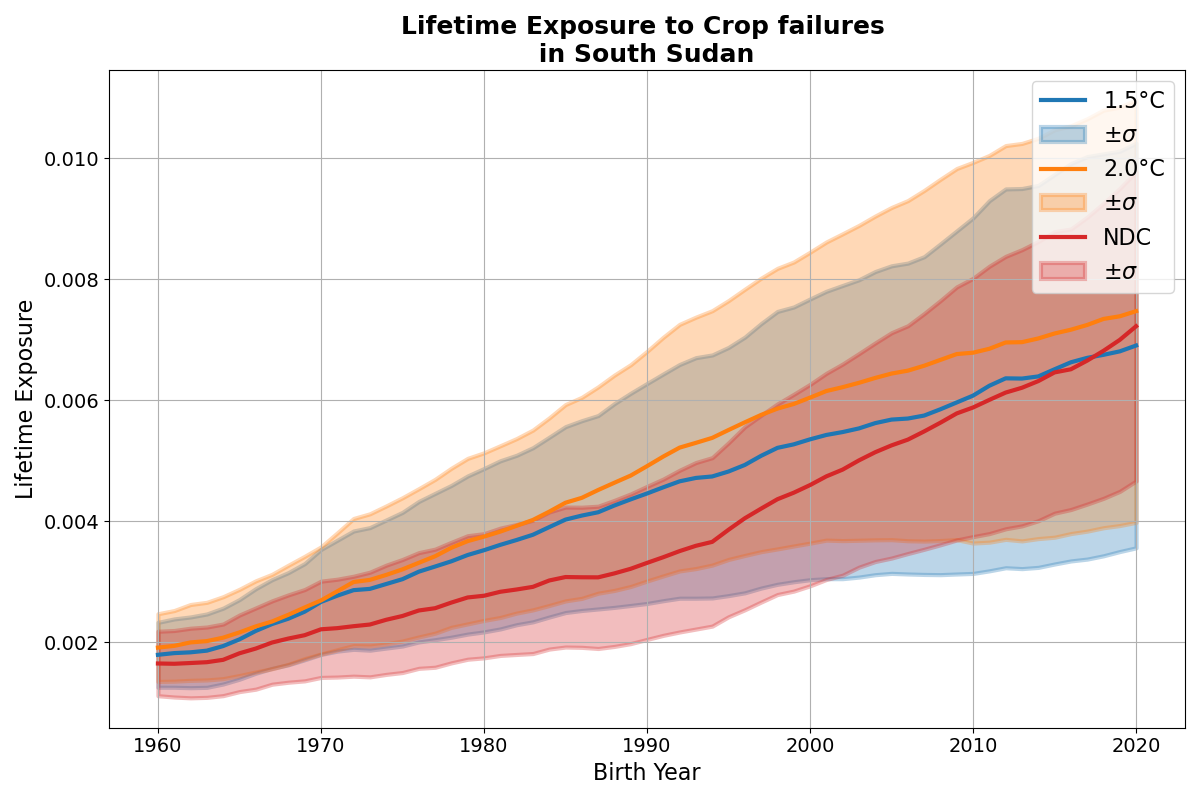 Lifetime Exposure to Crop failures
in South Sudan
1.5°C
±σ
2.0°C
±σ
NDC
±σ
Lifetime Exposure
0.010
0.008
0.006
0.004
0.002
1960
1970
1980
1990
2000
2010
2020
Birth Year